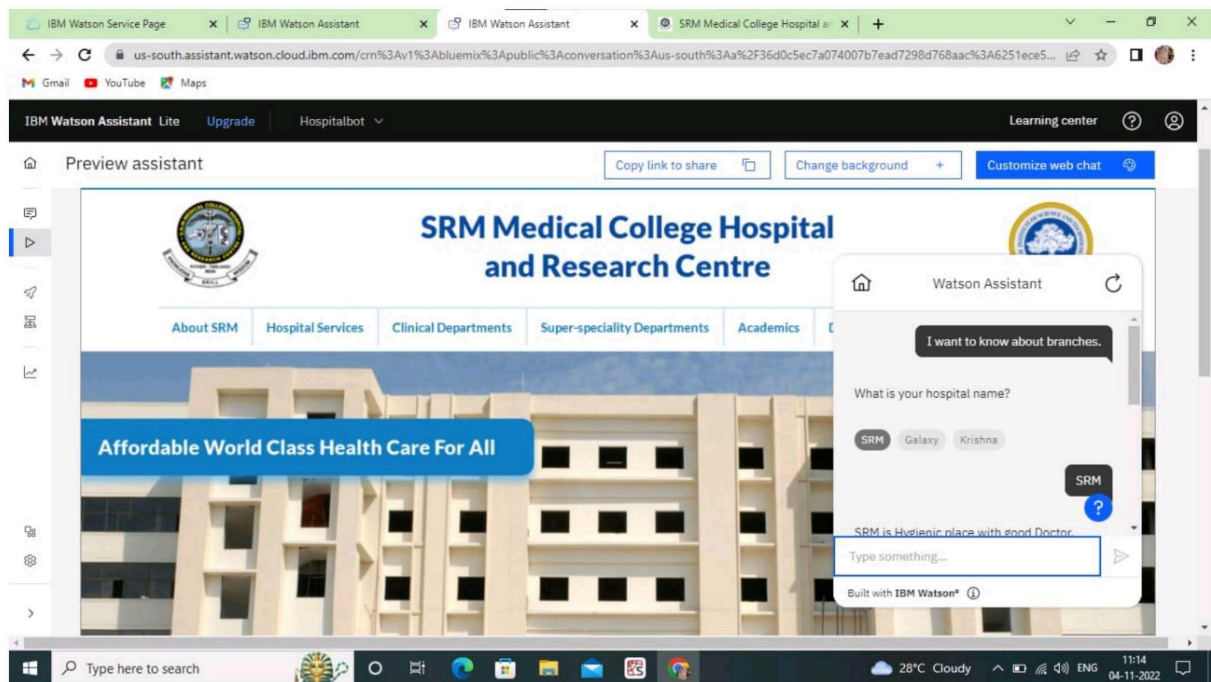 IBM Watson Service Page
IBM Watson Assistant
IBM Watson Assistant
SRM Medical College Hospital a
us-south.assistant.watson.cloud.ibm.com/crn%3Av1%3Abluemix%3Apublic%3Aconversation%3Aus-south%3Aa%2F36d0c5ec7a074007b7ead7298d768aac%3A6251ece5...
Gmail YouTube Maps
IBM Watson Assistant Lite Upgrade Hospitalbot Learning center
Preview assistant Copy link to share Change background + Customize web chat
SRM Medical College Hospital
and Research Centre
SKILL
About SRM Hospital Services Clinical Departments Super-speciality Departments Academics
Affordable World Class Health Care For All
Watson Assistant
I want to know about branches.
What is your hospital name?
SRM Galaxy Krishna
SRM
?
SRM is Hygienic place with good Doctor.
Type something...
Built with IBM Watson®
Type here to search
28°C Cloudy ENG 11:14
04-11-2022